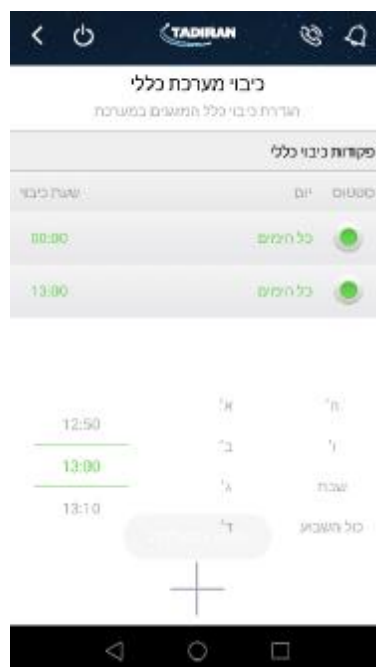 TADIRAN
כיבוי מערכת כללי
הגדרת כיבוי כלל המזגנים במערכת
פקודות כיבוי כללי
סטטוס יום שעת כיבוי
כל הימים 00:00
כל הימים 13:00
א' ה'
12:50
ב' ו'
13:00
ג' שבת
13:10
ד' כול השבוע